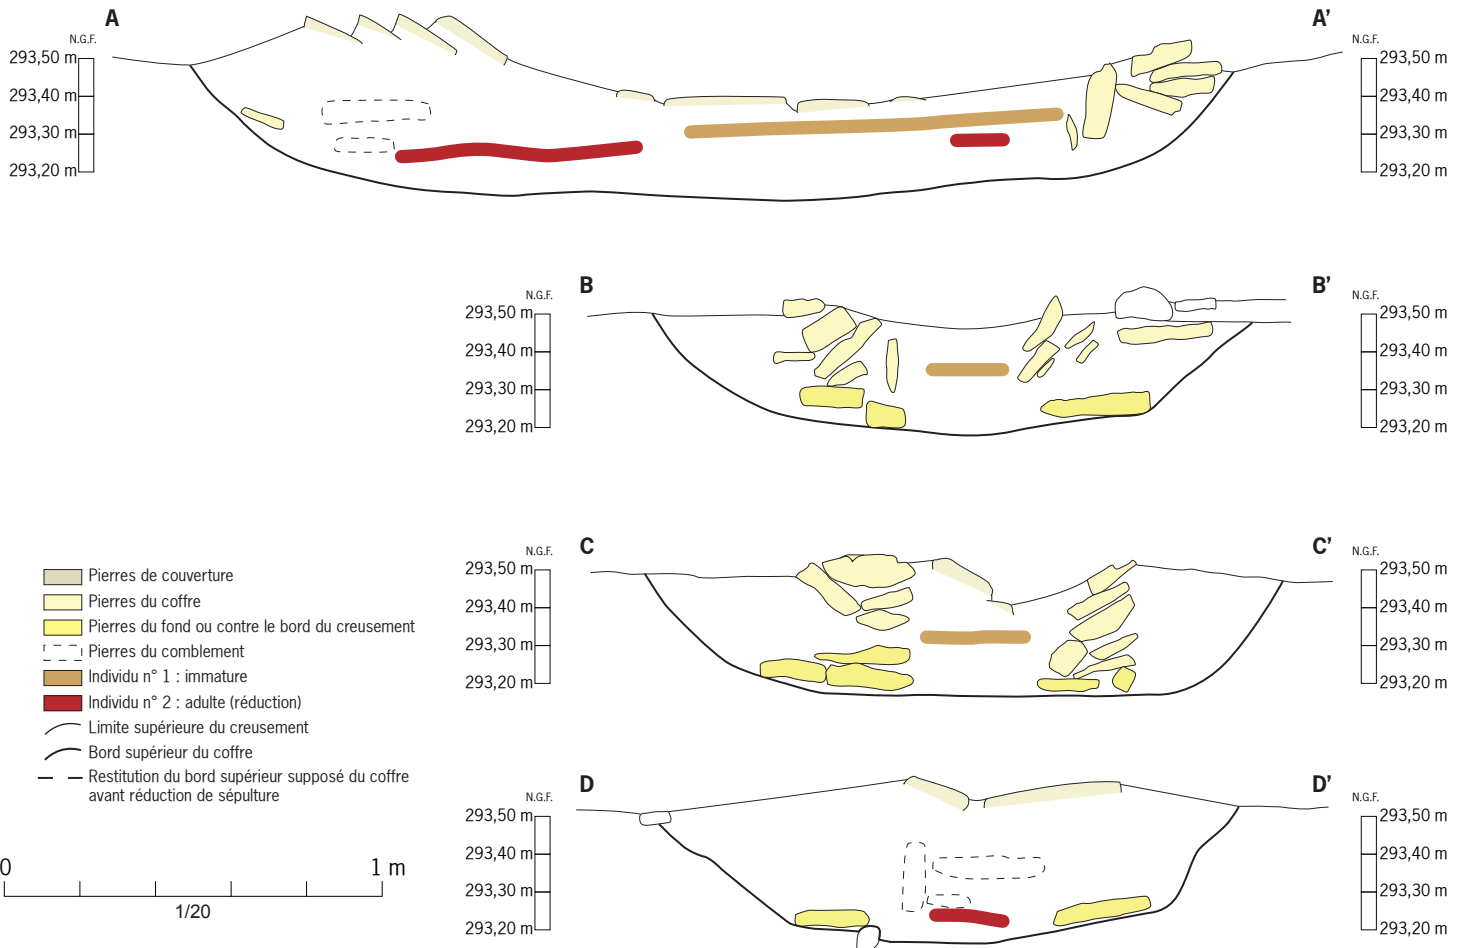 A
A'
N.G.F.
N.G.F.
293,50 m
293,50 m
293,40 m
293,40 m
293,30 m
293,30 m
293,20 m
293,20 m
B
B'
N.G.F.
N.G.F.
293,50 m
293,50 m
293,40 m
293,40 m
293,30 m
293,30 m
293,20 m
293,20 m
C
C'
N.G.F.
N.G.F.
293,50 m
293,50 m
293,40 m
293,40 m
293,30 m
293,30 m
293,20 m
293,20 m
Pierres de couverture
Pierres du coffre
Pierres du fond ou contre le bord du creusement
Pierres du comblement
Individu n° 1 : immature
Individu n° 2 : adulte (réduction)
Limite supérieure du creusement
Bord supérieur du coffre
Restitution du bord supérieur supposé du coffre
avant réduction de sépulture
D
D'
N.G.F.
N.G.F.
293,50 m
293,50 m
293,40 m
293,40 m
293,30 m
293,30 m
293,20 m
293,20 m
0
1 m
1/20